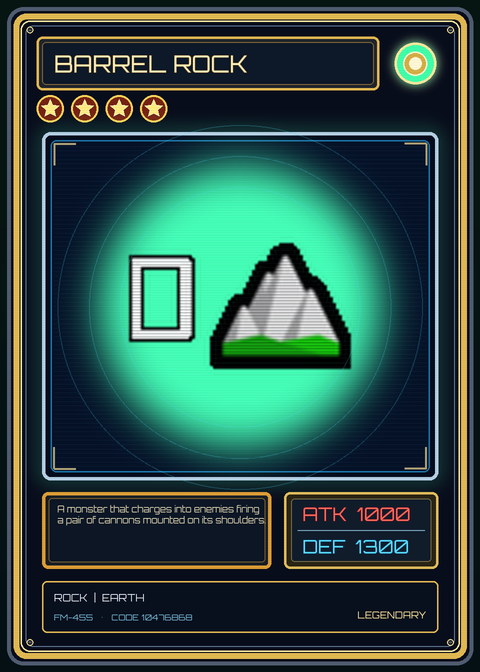 BARREL ROCK
A monster that charges into enemies firing
a pair of cannons mounted on its shoulders.
ATK 1000
DEF 1300
ROCK | EARTH
FM-455 · CODE 10476868
LEGENDARY